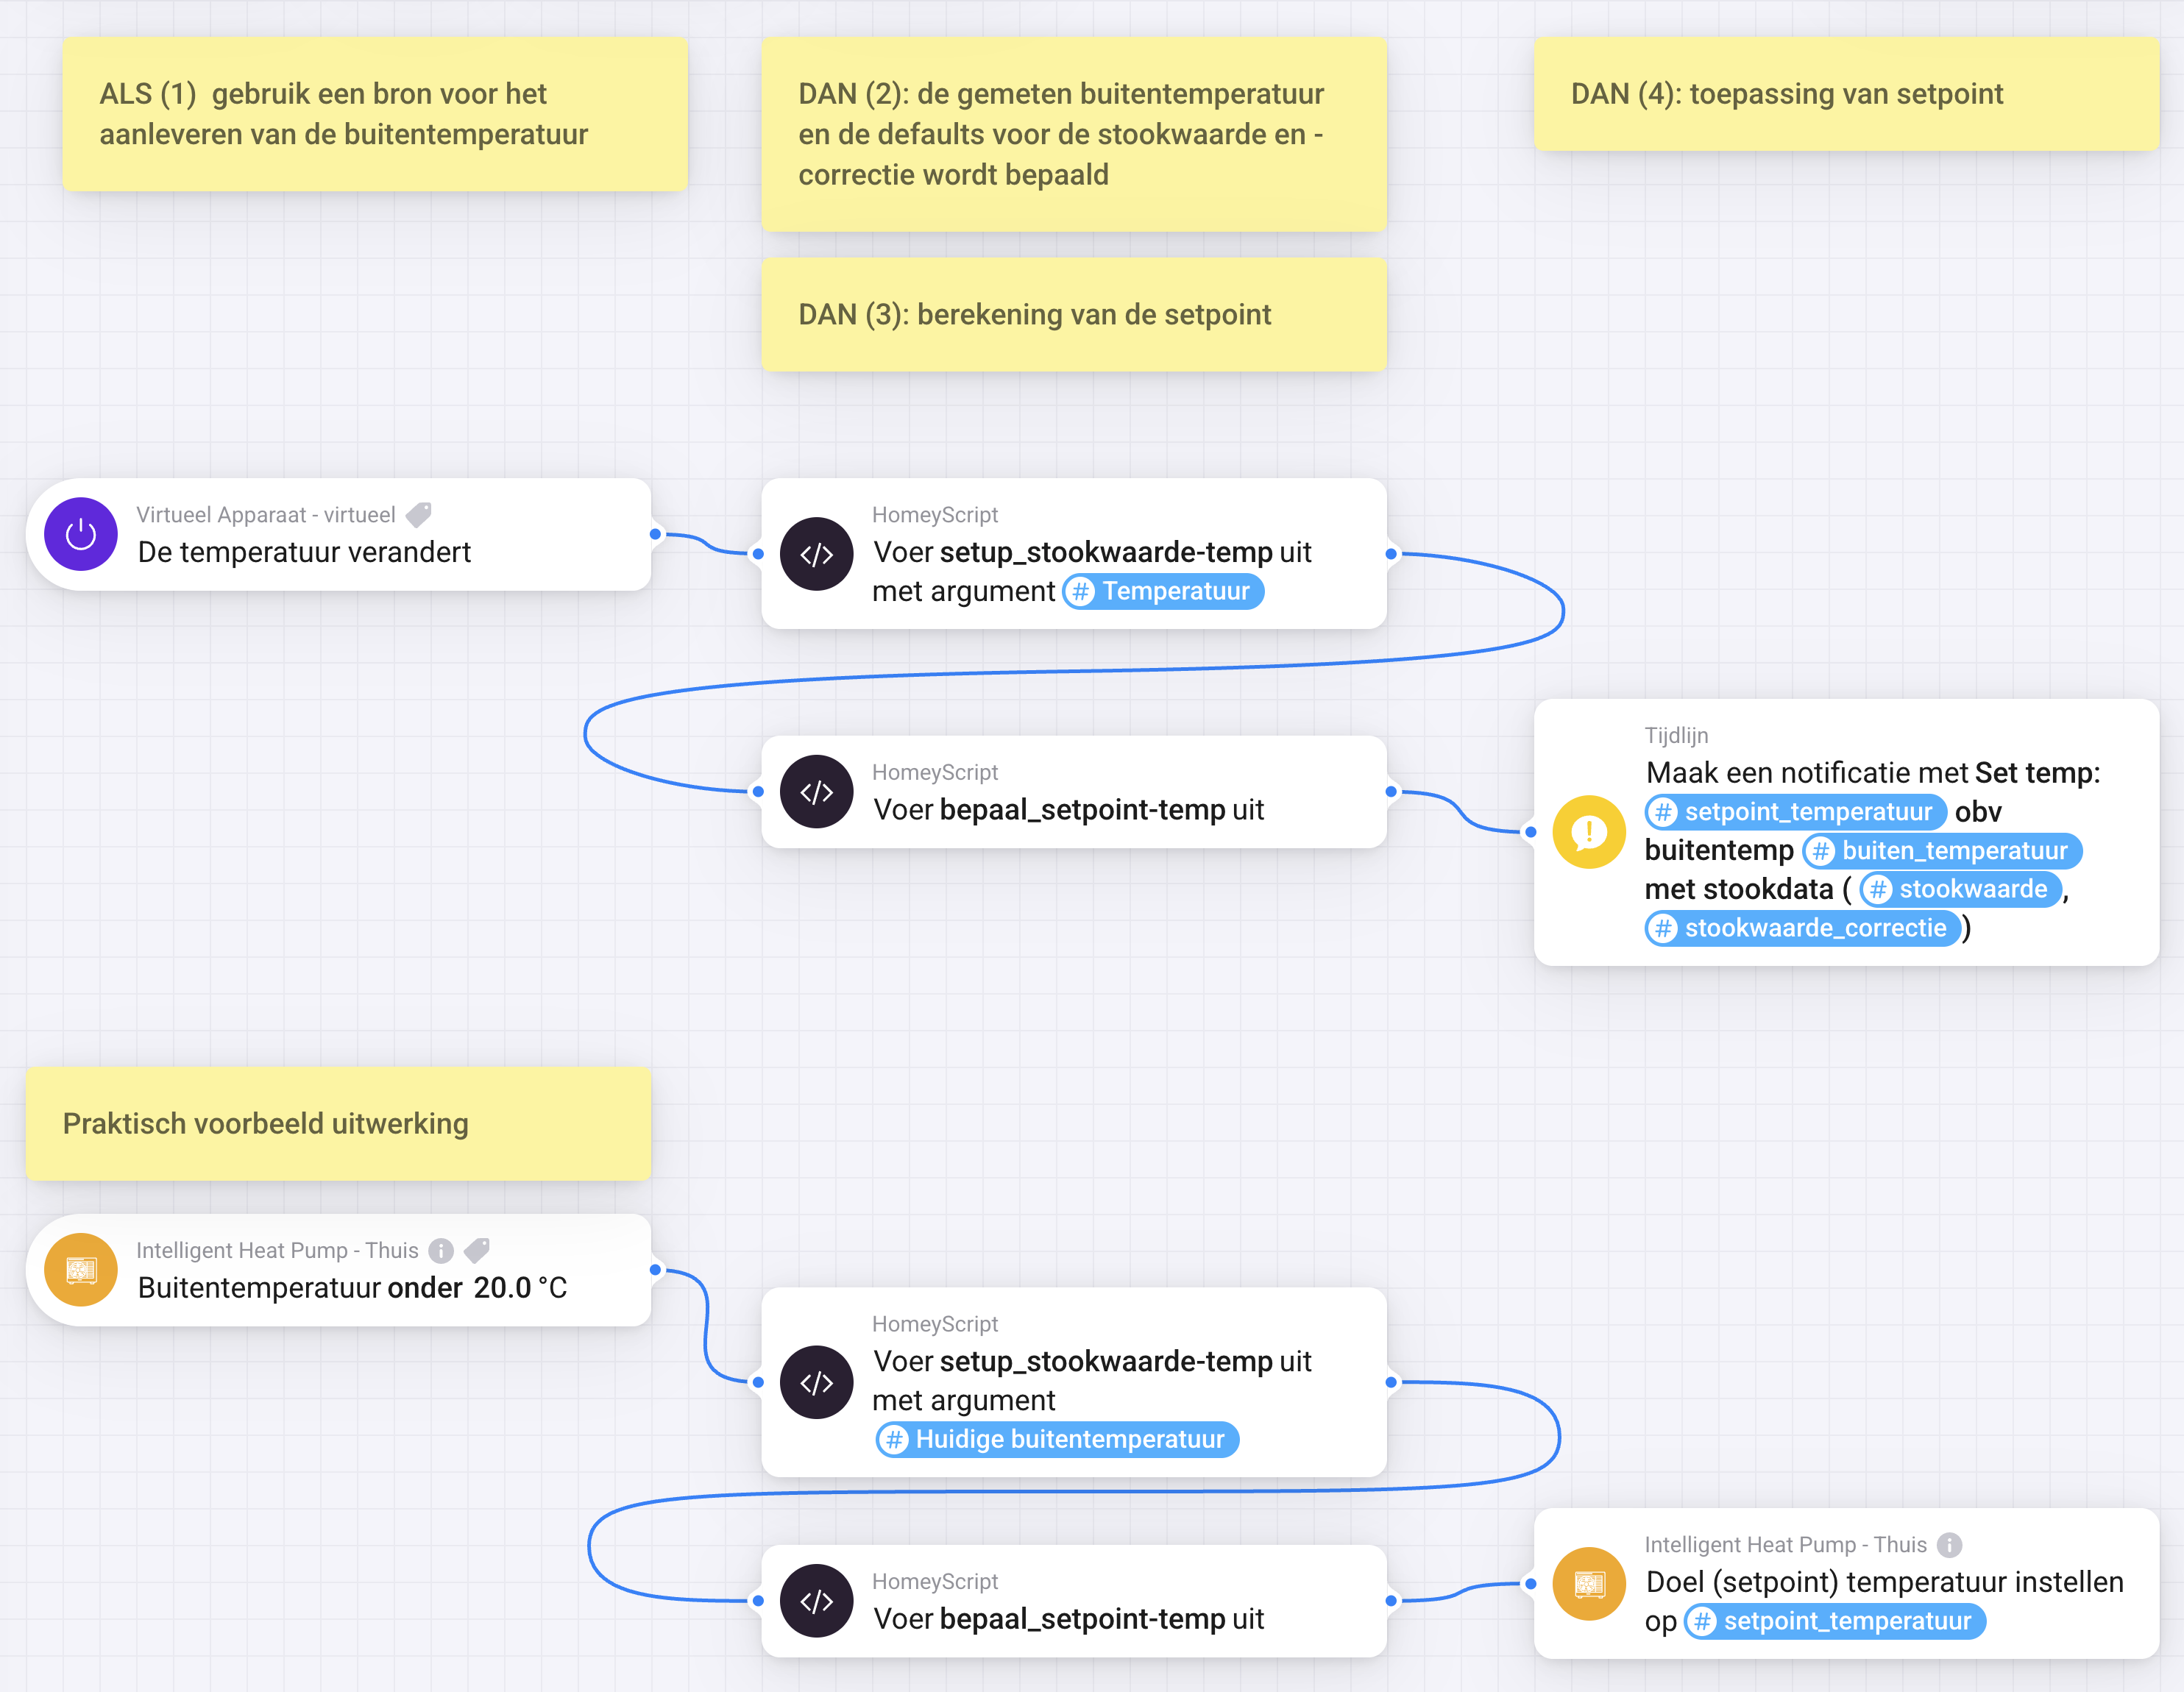 ALS (1)  gebruik een bron voor het
aanleveren van de buitentemperatuur
DAN (2): de gemeten buitentemperatuur
en de defaults voor de stookwaarde en -
correctie wordt bepaald
DAN (4): toepassing van setpoint
DAN (3): berekening van de setpoint
Virtueel Apparaat - virtueel
De temperatuur verandert
HomeyScript
Voer setup_stookwaarde-temp uit
met argument # Temperatuur
HomeyScript
Voer bepaal_setpoint-temp uit
Tijdlijn
Maak een notificatie met Set temp:
# setpoint_temperatuur obv
buitentemp # buiten_temperatuur
met stookdata ( # stookwaarde ,
# stookwaarde_correctie )
Praktisch voorbeeld uitwerking
Intelligent Heat Pump - Thuis
Buitentemperatuur onder 20.0 °C
HomeyScript
Voer setup_stookwaarde-temp uit
met argument
# Huidige buitentemperatuur
HomeyScript
Voer bepaal_setpoint-temp uit
Intelligent Heat Pump - Thuis
Doel (setpoint) temperatuur instellen
op # setpoint_temperatuur